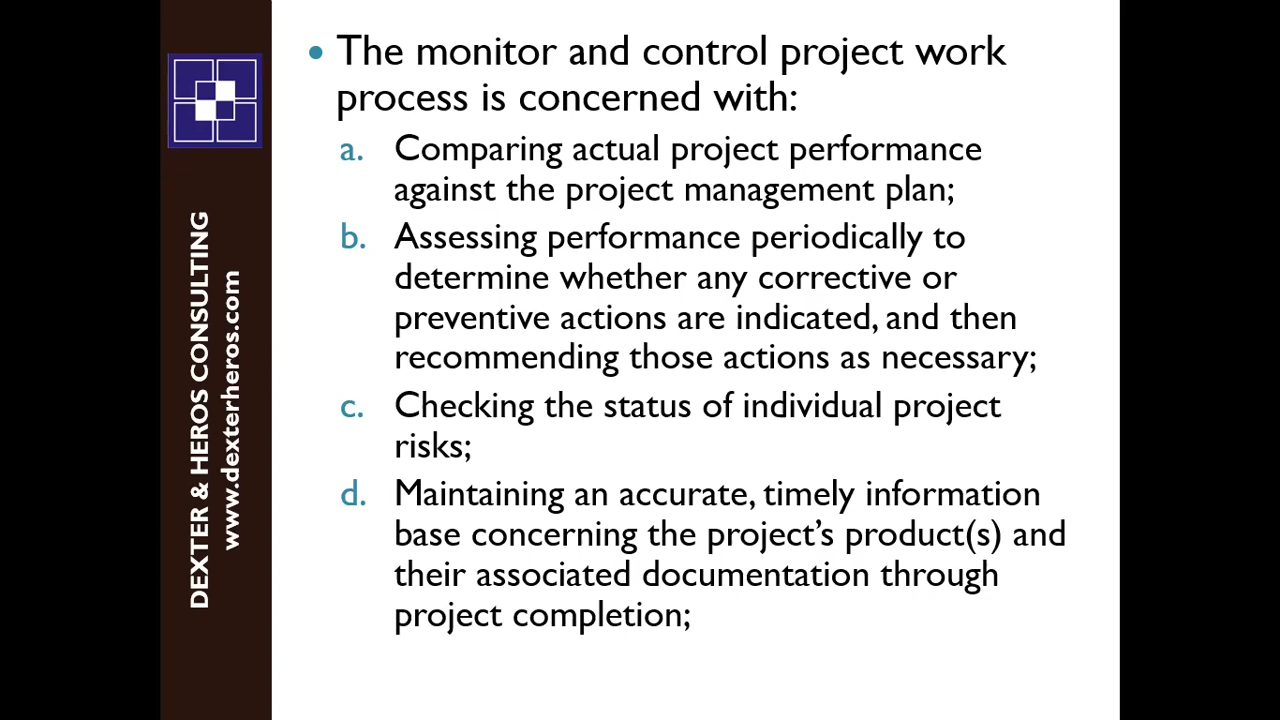 • The monitor and control project work
process is concerned with:
a. Comparing actual project performance
against the project management plan;
b. Assessing performance periodically to
determine whether any corrective or
preventive actions are indicated, and then
recommending those actions as necessary;
c. Checking the status of individual project
risks;
d. Maintaining an accurate, timely information
base concerning the project’s product(s) and
their associated documentation through
project completion;
DEXTER & HEROS CONSULTING
www.dexterheros.com